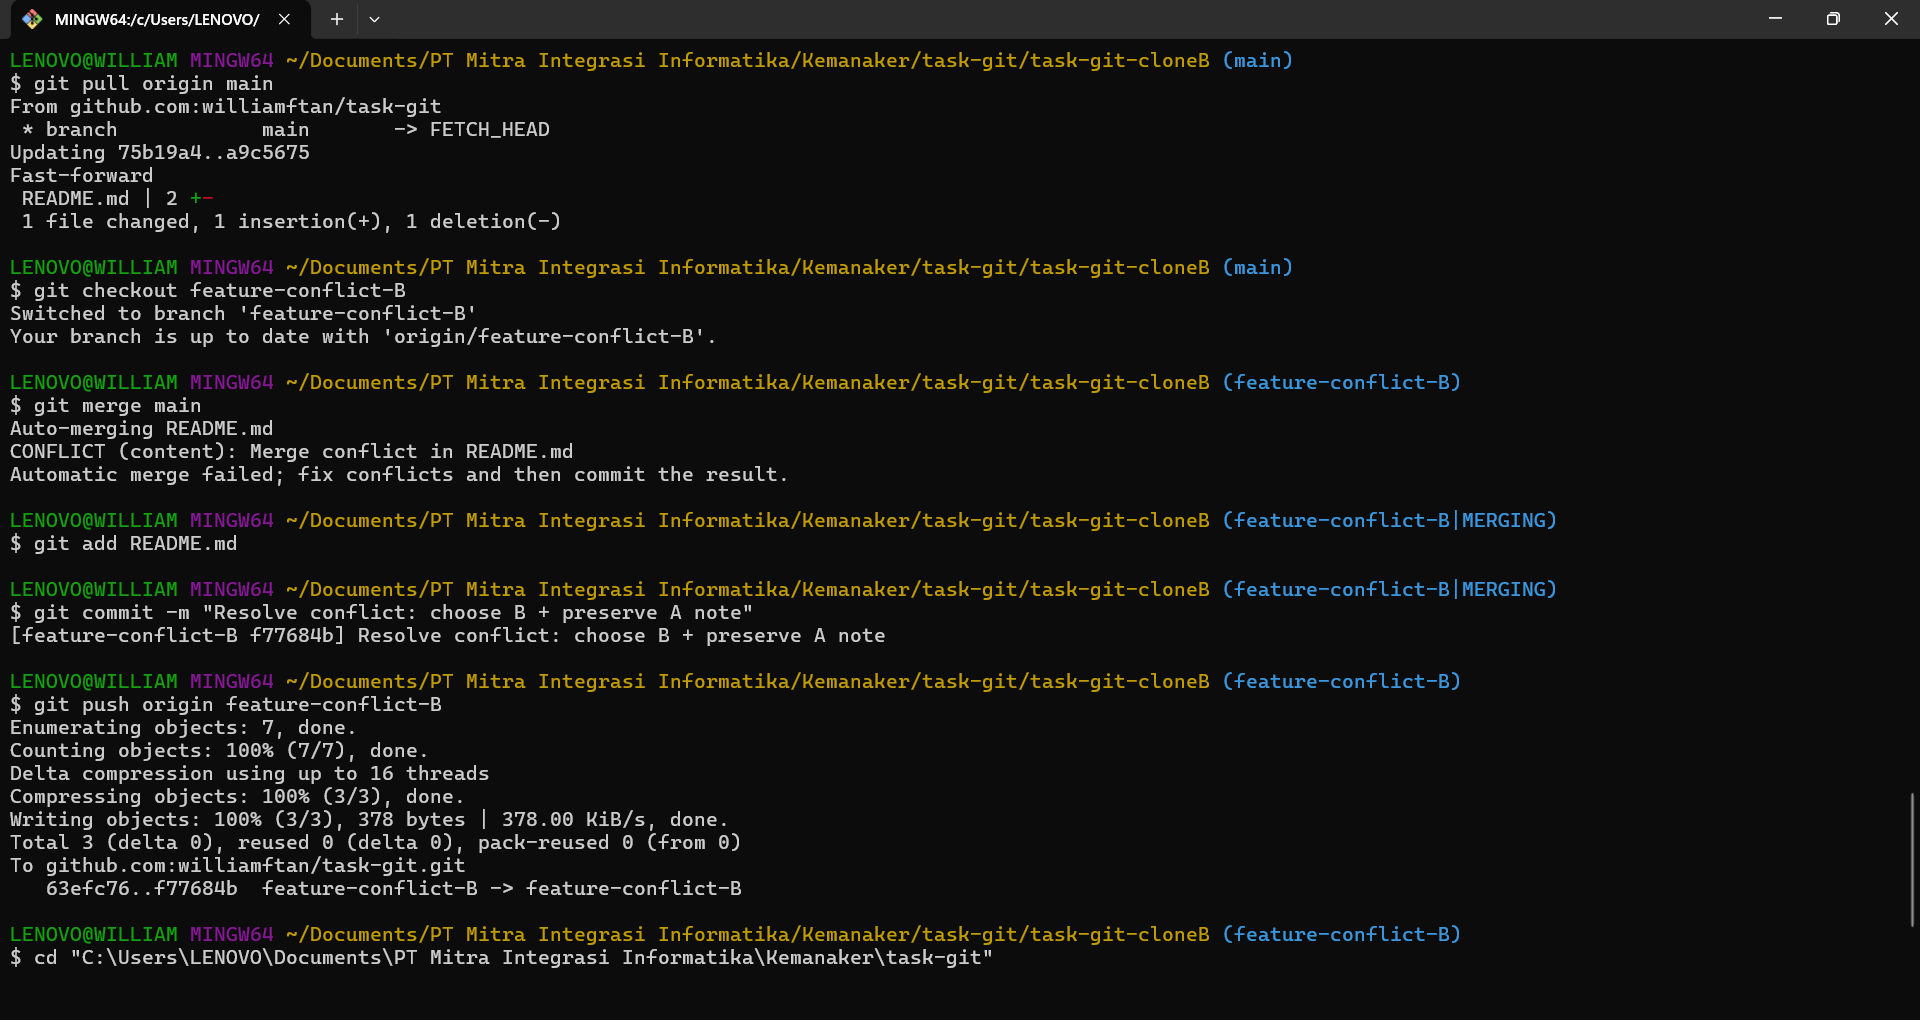 MINGW64:/c/Users/LENOVO/
LENOVO@WILLIAM MINGW64 ~/Documents/PT Mitra Integrasi Informatika/Kemanaker/task-git/task-git-cloneB (main)
$ git pull origin main
From github.com:williamftan/task-git
 * branch            main       -> FETCH_HEAD
Updating 75b19a4..a9c5675
Fast-forward
 README.md | 2 +-
 1 file changed, 1 insertion(+), 1 deletion(-)
LENOVO@WILLIAM MINGW64 ~/Documents/PT Mitra Integrasi Informatika/Kemanaker/task-git/task-git-cloneB (main)
$ git checkout feature-conflict-B
Switched to branch 'feature-conflict-B'
Your branch is up to date with 'origin/feature-conflict-B'.
LENOVO@WILLIAM MINGW64 ~/Documents/PT Mitra Integrasi Informatika/Kemanaker/task-git/task-git-cloneB (feature-conflict-B)
$ git merge main
Auto-merging README.md
CONFLICT (content): Merge conflict in README.md
Automatic merge failed; fix conflicts and then commit the result.
LENOVO@WILLIAM MINGW64 ~/Documents/PT Mitra Integrasi Informatika/Kemanaker/task-git/task-git-cloneB (feature-conflict-B|MERGING)
$ git add README.md
LENOVO@WILLIAM MINGW64 ~/Documents/PT Mitra Integrasi Informatika/Kemanaker/task-git/task-git-cloneB (feature-conflict-B|MERGING)
$ git commit -m "Resolve conflict: choose B + preserve A note"
[feature-conflict-B f77684b] Resolve conflict: choose B + preserve A note
LENOVO@WILLIAM MINGW64 ~/Documents/PT Mitra Integrasi Informatika/Kemanaker/task-git/task-git-cloneB (feature-conflict-B)
$ git push origin feature-conflict-B
Enumerating objects: 7, done.
Counting objects: 100% (7/7), done.
Delta compression using up to 16 threads
Compressing objects: 100% (3/3), done.
Writing objects: 100% (3/3), 378 bytes | 378.00 KiB/s, done.
Total 3 (delta 0), reused 0 (delta 0), pack-reused 0 (from 0)
To github.com:williamftan/task-git.git
   63efc76..f77684b  feature-conflict-B -> feature-conflict-B
LENOVO@WILLIAM MINGW64 ~/Documents/PT Mitra Integrasi Informatika/Kemanaker/task-git/task-git-cloneB (feature-conflict-B)
$ cd "C:\Users\LENOVO\Documents\PT Mitra Integrasi Informatika\Kemanaker\task-git"